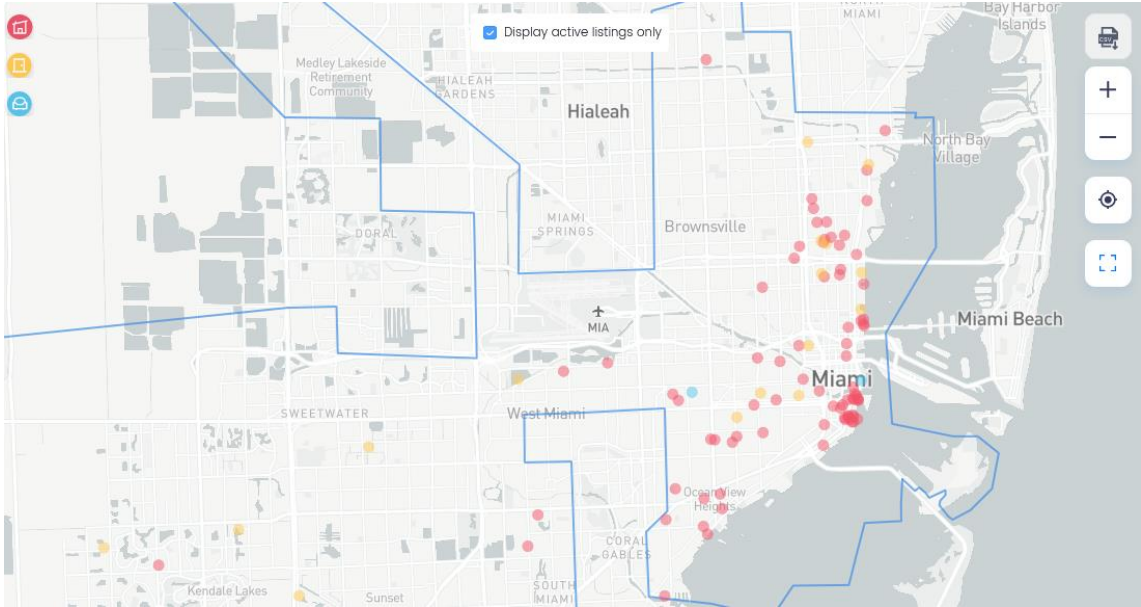 NORTH
MIAMI
Bay Harbor
Islands
Display active listings only
CSV
Medley Lakeside
Retirement
Community
HIALEAH
GARDENS
Hialeah
North Bay
Village
MIAMI
SPRINGS
Brownsville
DORAL
MIA
Miami Beach
Miami
SWEETWATER
West Miami
Ocean View
Heights
CORAL
GABLES
Kendale Lakes
Sunset
SOUTH
MIAMI